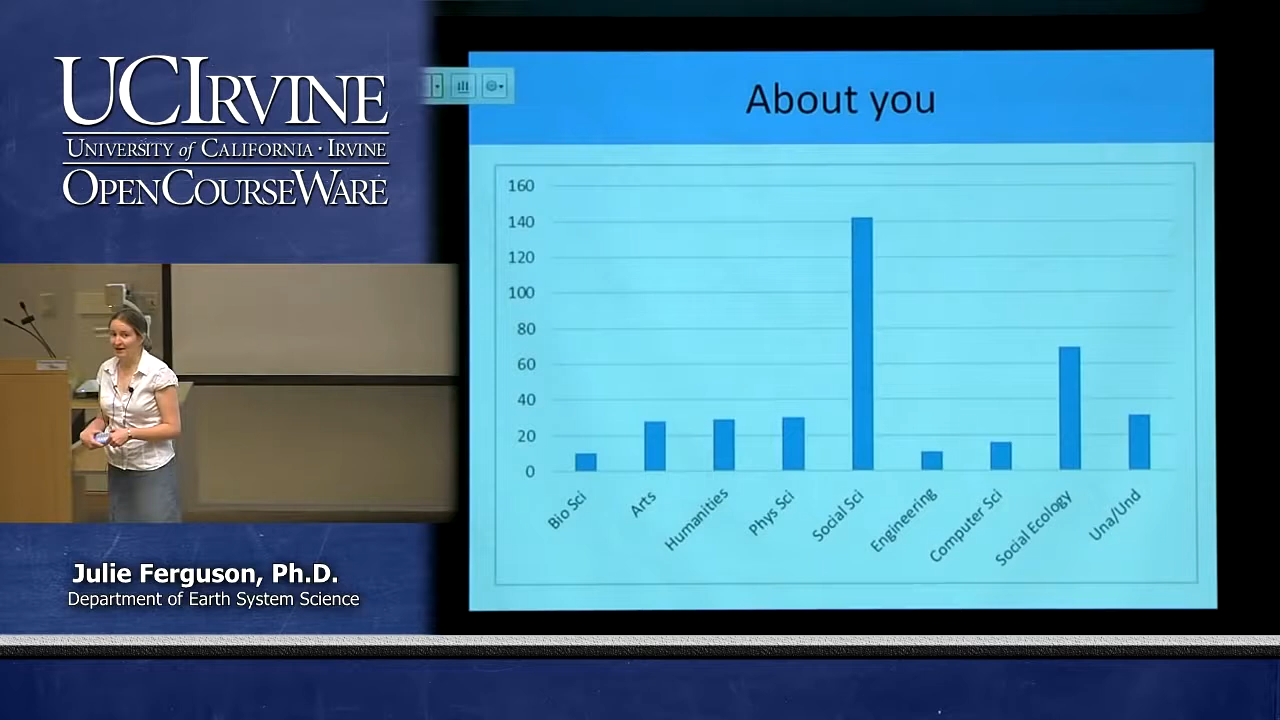 UCIRVINE
UNIVERSITY of CALIFORNIA · IRVINE
OPENCOURSEWARE
About you
160
140
120
100
80
60
40
20
0
Bio Sci
Arts
Humanities
Phys Sci
Social Sci
Engineering
Computer Sci
Social Ecology
Una/Und
Julie Ferguson, Ph.D.
Department of Earth System Science